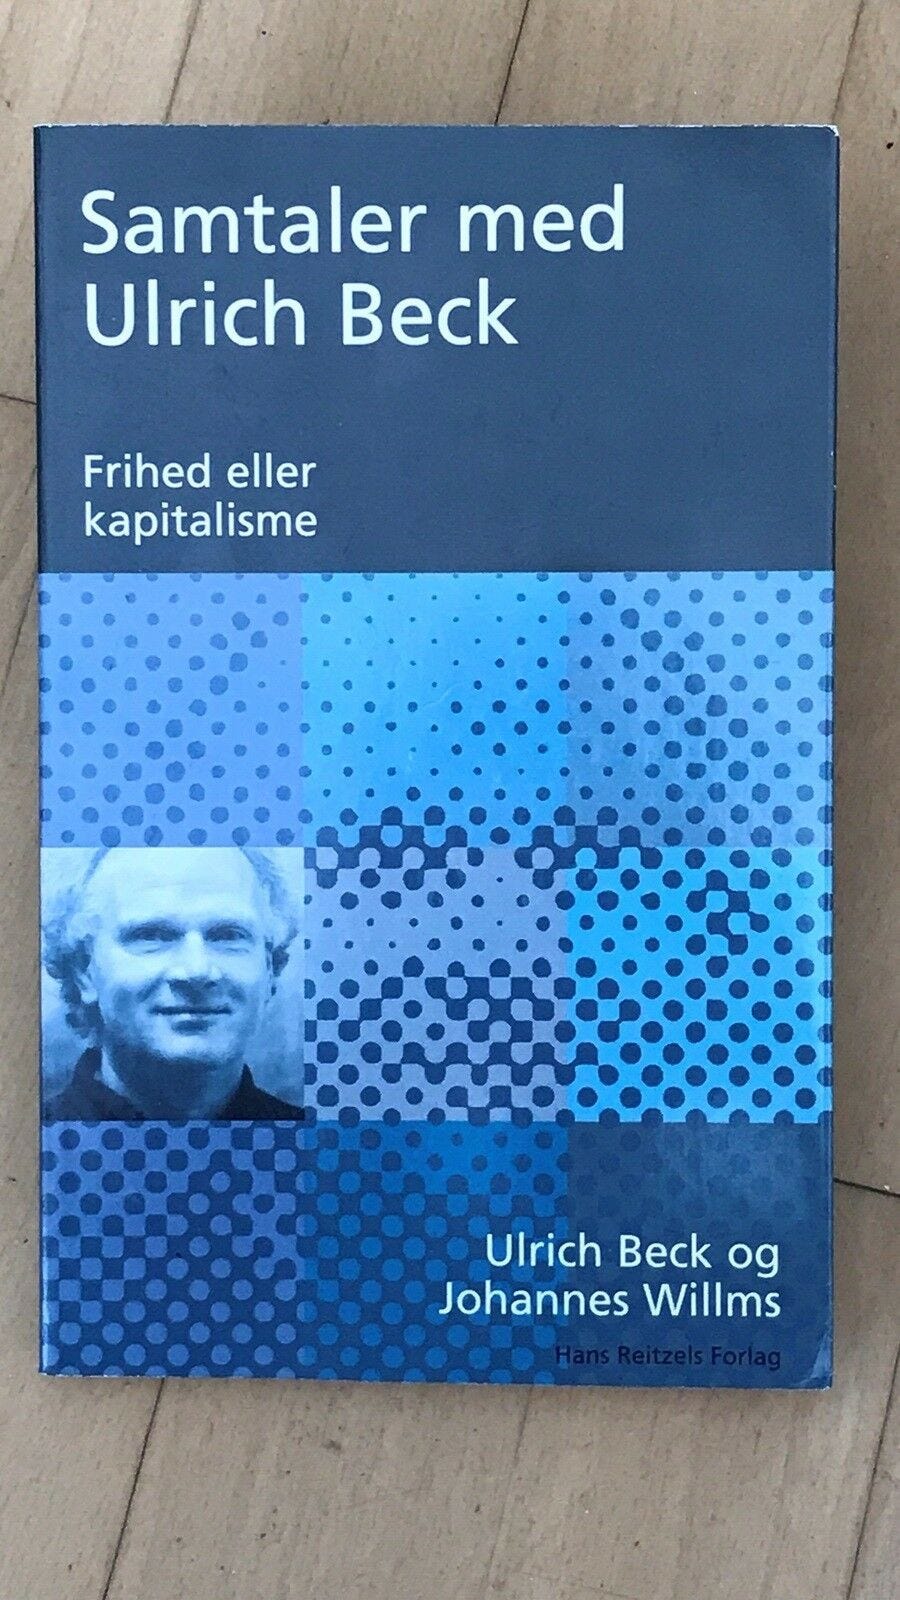 Samtaler med
Ulrich Beck
Frihed eller
kapitalisme
Ulrich Beck og
Johannes Willms
Hans Reitzels Forlag